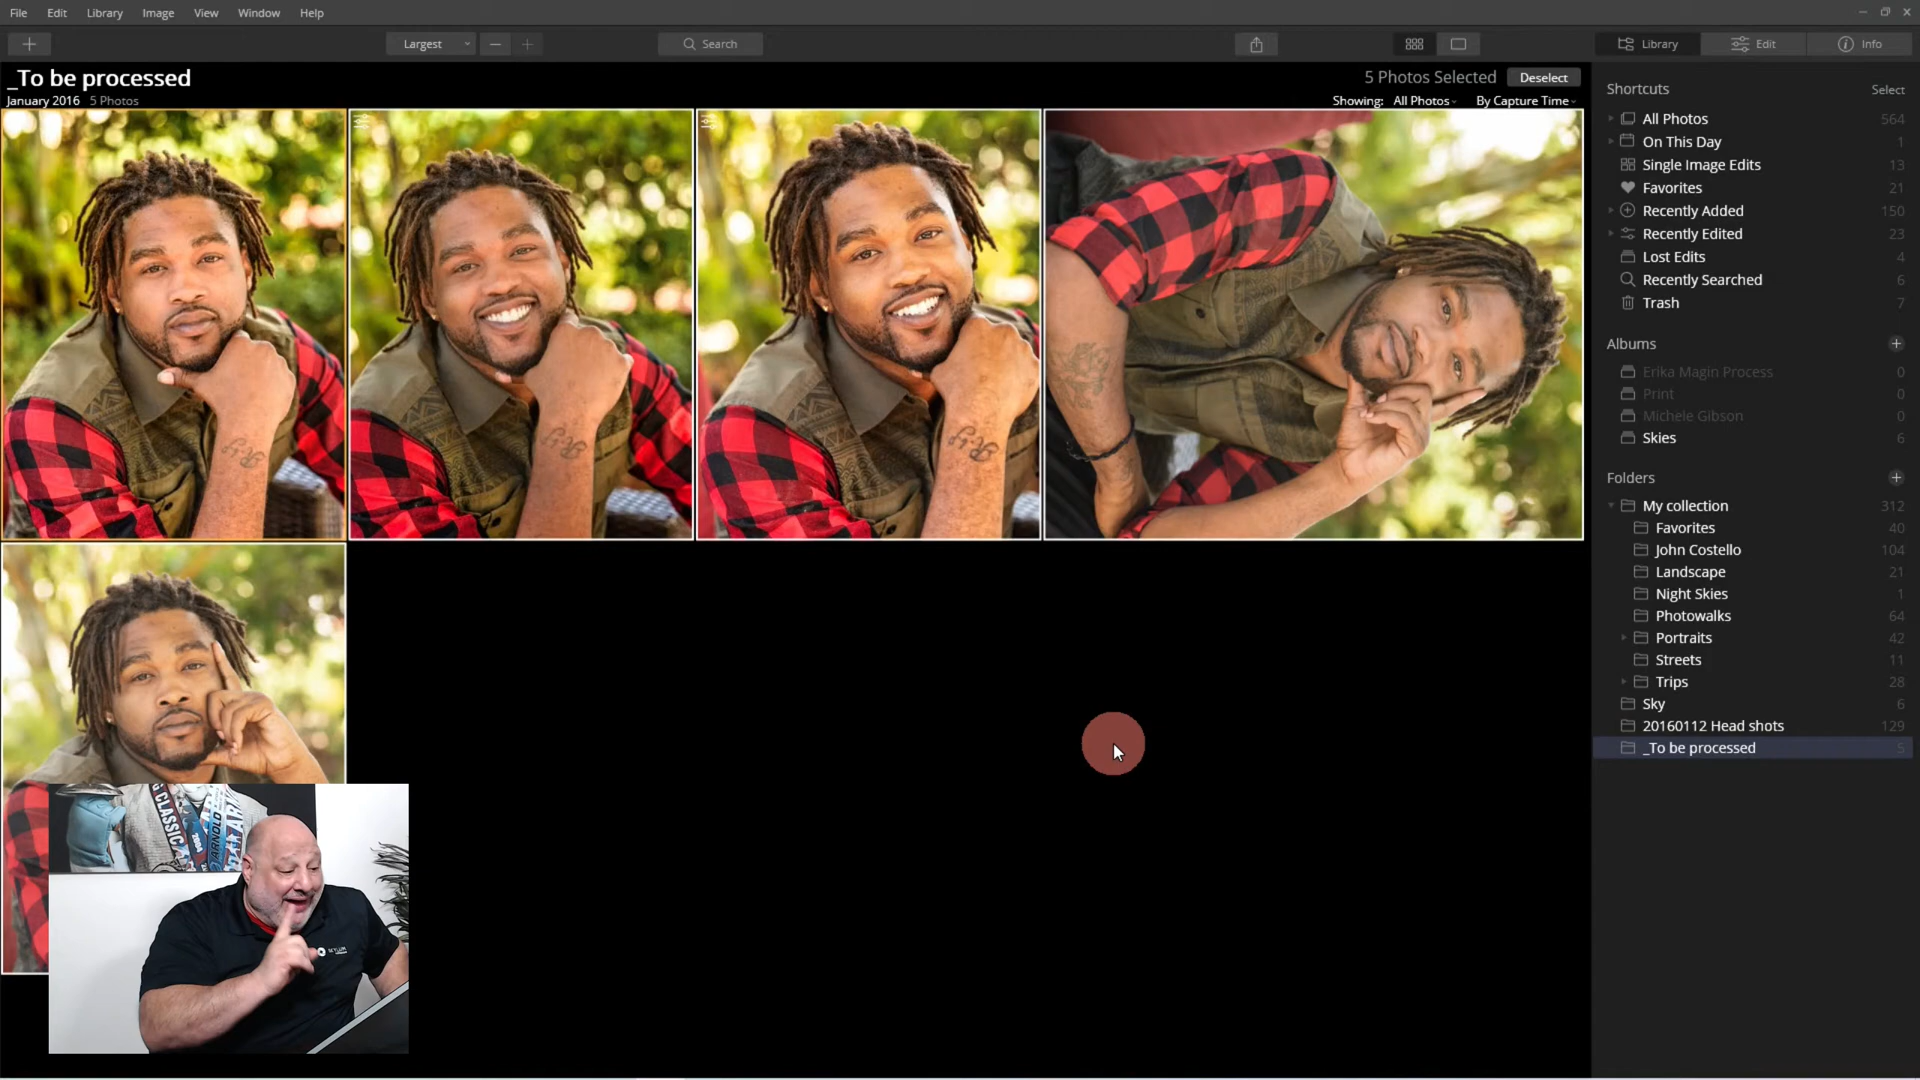 File Edit Library Image View Window Help
Largest Search Library Edit Info
_To be processed 5 Photos Selected Deselect
January 2016 5 Photos Showing: All Photos By Capture Time
Shortcuts Select
All Photos 564
On This Day 1
Single Image Edits 13
Favorites 21
Recently Added 150
Recently Edited 23
Lost Edits 4
Recently Searched 6
Trash 7
Albums
Erika Magin Process 0
Print 0
Michele Gibson 0
Skies 6
Folders
My collection 312
Favorites 40
John Costello 104
Landscape 21
Night Skies 1
Photowalks 64
Portraits 42
Streets 11
Trips 28
Sky 6
20160112 Head shots 129
_To be processed 5
G CLASSIC
2004
ARNOLD
SKYLUM